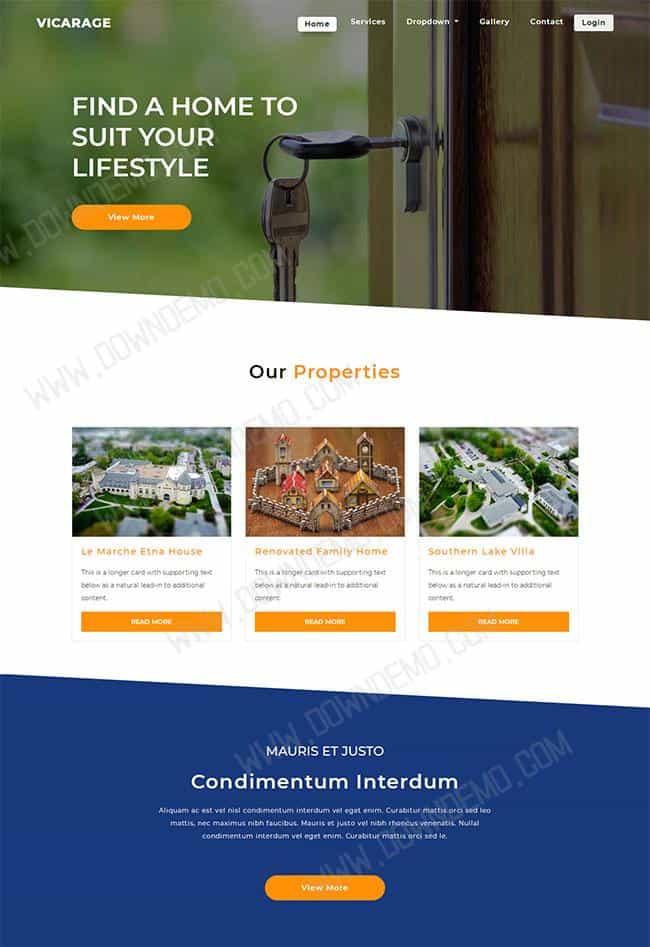 VICARAGE
Home Services Dropdown Gallery Contact Login
FIND A HOME TO
SUIT YOUR
LIFESTYLE
View More
Our Properties
Le Marche Etna House
This is a longer card with supporting text
below as a natural lead-in to additional
content.
READ MORE
Renovated Family Home
This is a longer card with supporting text
below as a natural lead-in to additional
content.
READ MORE
Southern Lake Villa
This is a longer card with supporting text
below as a natural lead-in to additional
content.
READ MORE
MAURIS ET JUSTO
Condimentum Interdum
Aliquam ac est vel nisl condimentum interdum vel eget enim. Curabitur mattis orci sed leo
mattis, nec maximus nibh faucibus. Mauris et justo vel nibh rhoncus venenatis. Nullal
condimentum interdum vel eget enim. Curabitur mattis orci sed le.
View More
WWW.DOWNDEMO.COM
WWW.DOWNDEMO.COM
WWW.DOWNDEMO.COM
WWW.DOWNDEMO.COM
WWW.DOWNDEMO.COM